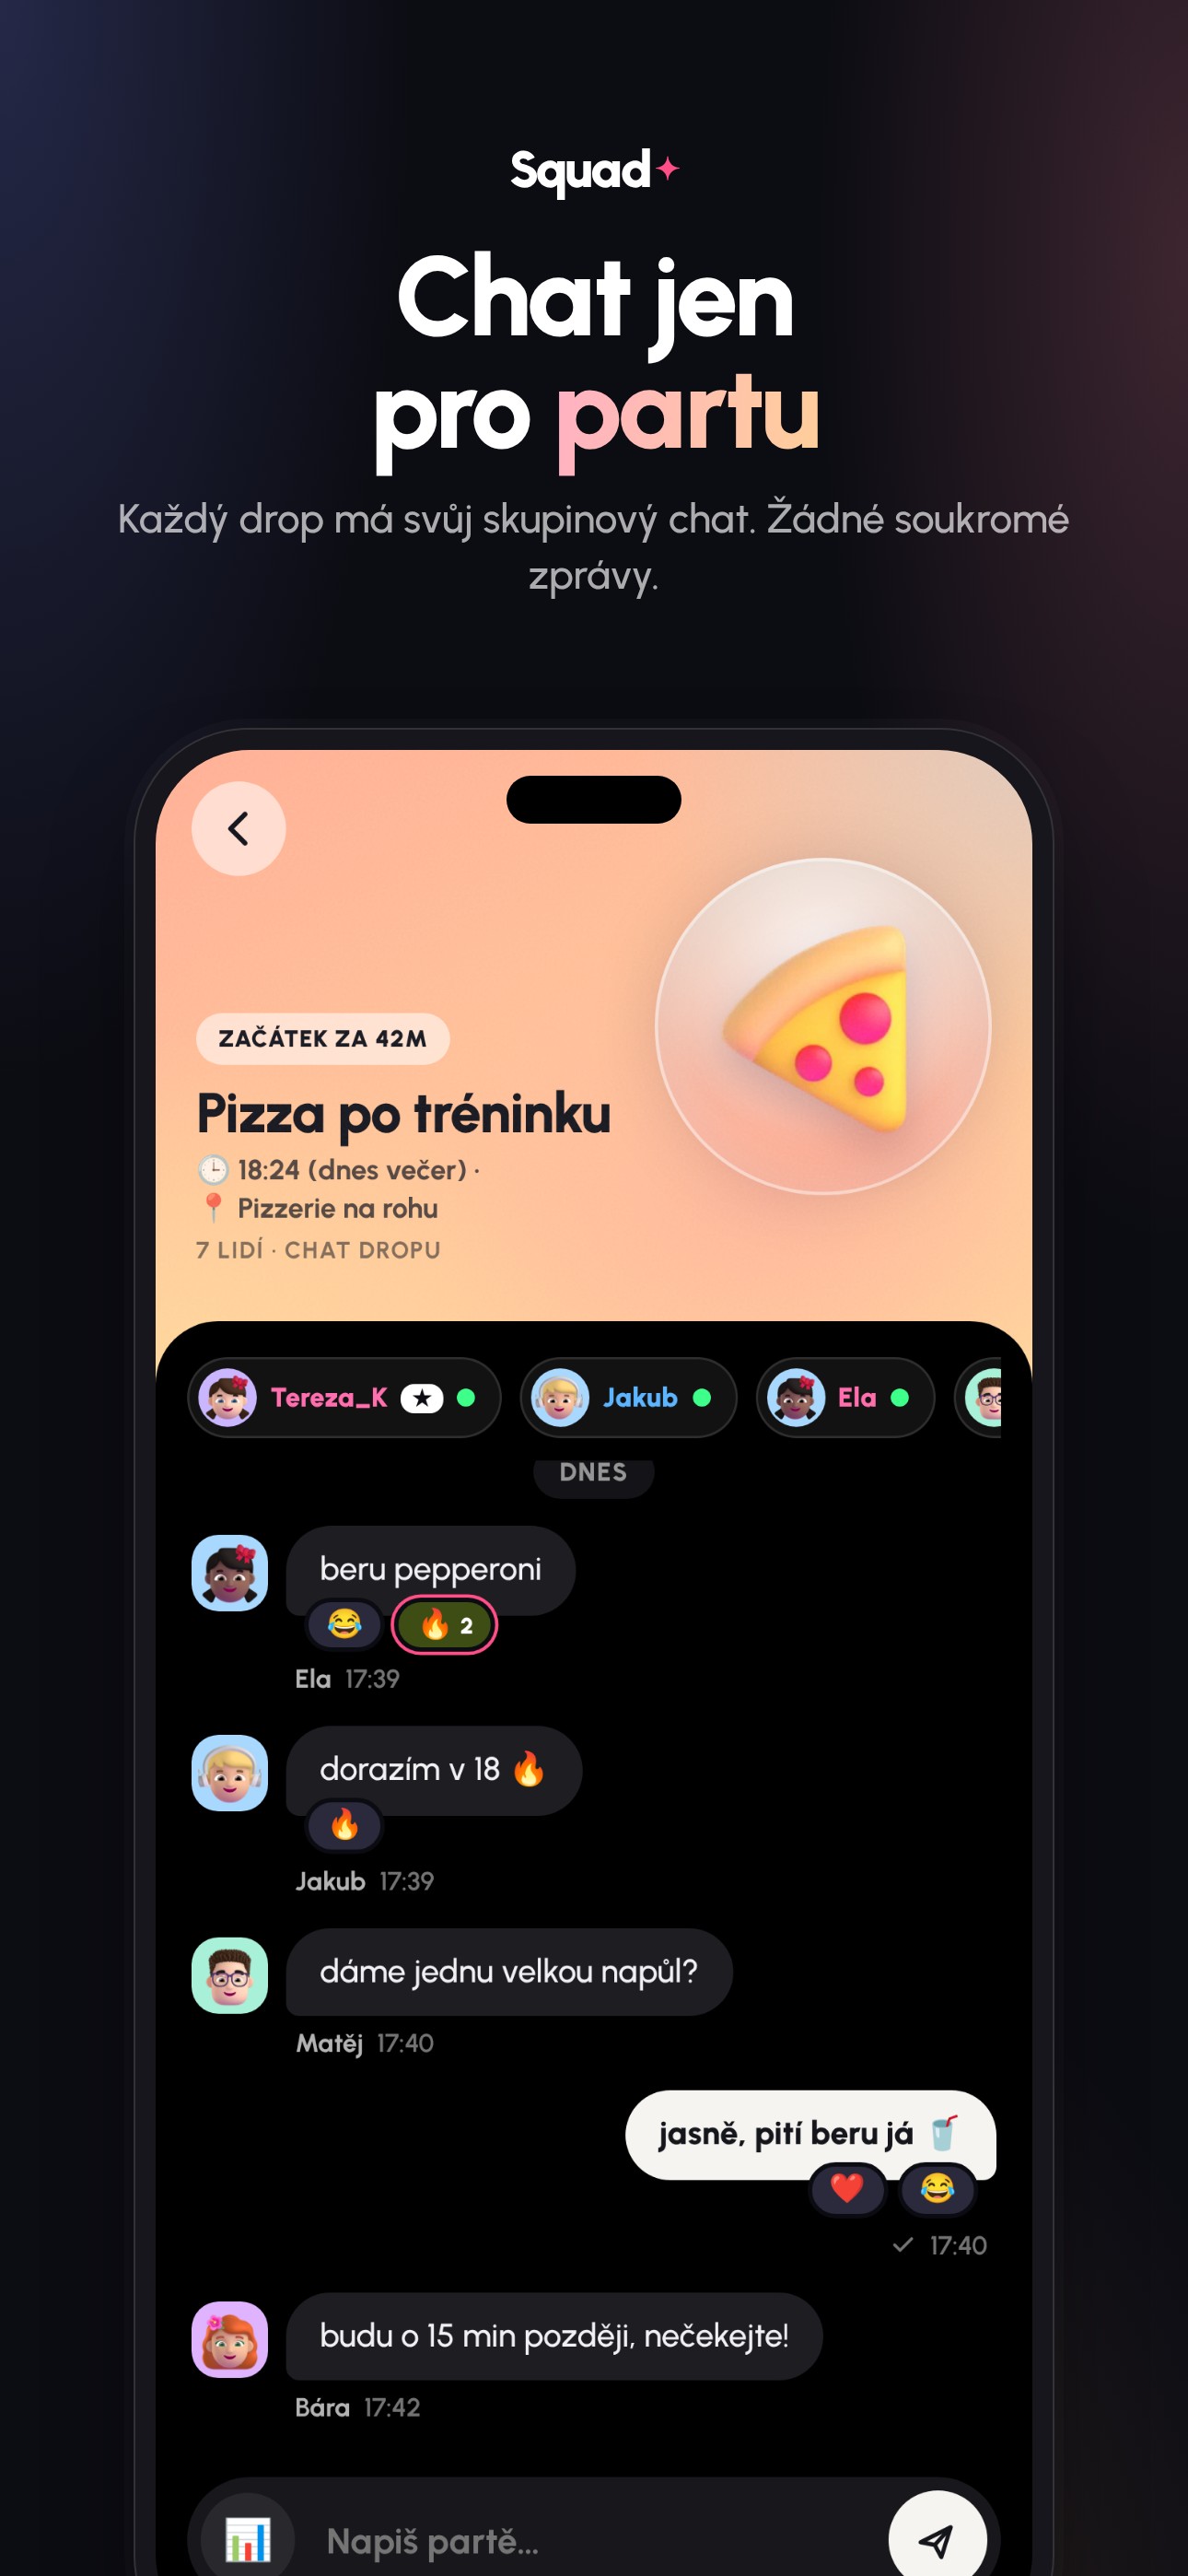 Squad
Chat jen
pro partu
Každý drop má svůj skupinový chat. Žádné soukromé
zprávy.
ZAČÁTEK ZA 42M
Pizza po tréninku
🕒 18:24 (dnes večer) ·
📍 Pizzerie na rohu
7 LIDÍ · CHAT DROPU
Tereza_K ★ Jakub Ela
DNES
beru pepperoni
😂 🔥 2
Ela 17:39
dorazím v 18 🔥
🔥
Jakub 17:39
dáme jednu velkou napůl?
Matěj 17:40
jasně, pití beru já 🥤
❤️ 😂
✓ 17:40
budu o 15 min později, nečekejte!
Bára 17:42
📊 Napiš partě...